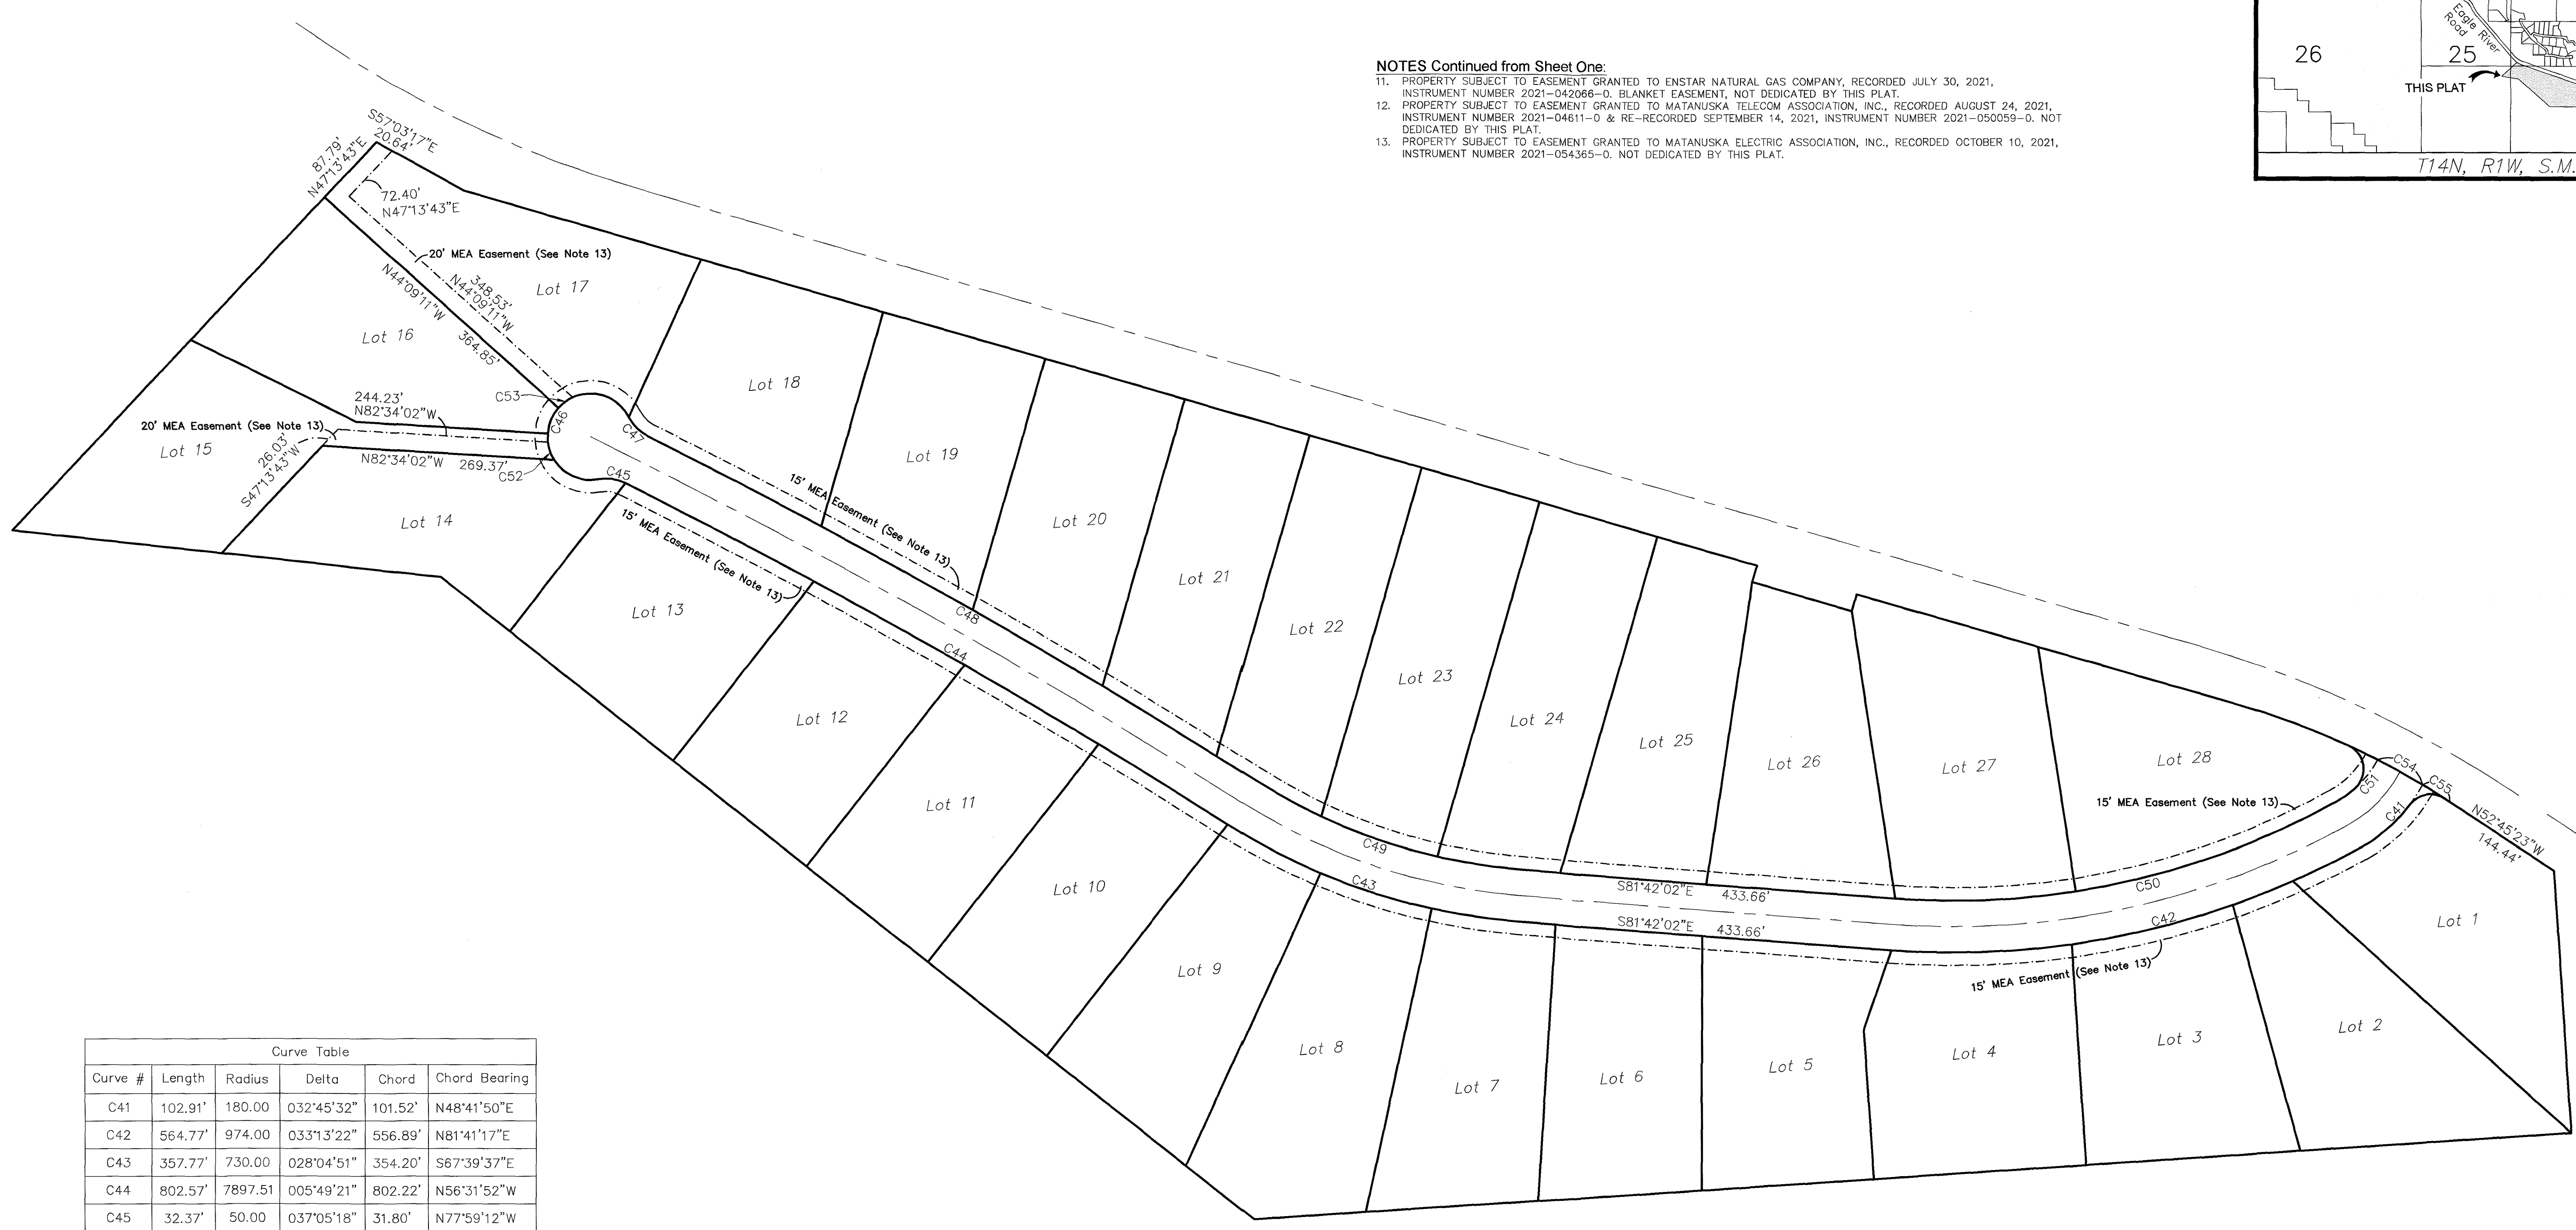 NOTES Continued from Sheet One:
11. PROPERTY SUBJECT TO EASEMENT GRANTED TO ENSTAR NATURAL GAS COMPANY, RECORDED JULY 30, 2021,
INSTRUMENT NUMBER 2021-042066-0. BLANKET EASEMENT, NOT DEDICATED BY THIS PLAT.
12. PROPERTY SUBJECT TO EASEMENT GRANTED TO MATANUSKA TELECOM ASSOCIATION, INC., RECORDED AUGUST 24, 2021,
INSTRUMENT NUMBER 2021-04611-0 & RE-RECORDED SEPTEMBER 14, 2021, INSTRUMENT NUMBER 2021-050059-0. NOT
DEDICATED BY THIS PLAT.
13. PROPERTY SUBJECT TO EASEMENT GRANTED TO MATANUSKA ELECTRIC ASSOCIATION, INC., RECORDED OCTOBER 10, 2021,
INSTRUMENT NUMBER 2021-054365-0. NOT DEDICATED BY THIS PLAT.
26
25
Eagle River
Road
THIS PLAT
T14N, R1W, S.M.
S57°03'17"E
20.64'
87.79'
N47°13'43"E
72.40'
N47°13'43"E
20' MEA Easement (See Note 13)
348.53'
N44°09'11"W
N44°09'11"W
364.85'
Lot 17
Lot 16
C53
C46
C47
244.23'
N82°34'02"W
20' MEA Easement (See Note 13)
Lot 15
26.03'
S47°13'43"W
N82°34'02"W 269.37'
C52
C45
Lot 14
Lot 18
Lot 19
Lot 20
Lot 21
Lot 22
Lot 23
Lot 24
Lot 25
Lot 26
Lot 27
Lot 28
15' MEA Easement (See Note 13)
15' MEA Easement (See Note 13)
C48
C44
Lot 13
Lot 12
Lot 11
Lot 10
Lot 9
Lot 8
Lot 7
Lot 6
Lot 5
Lot 4
Lot 3
Lot 2
Lot 1
C49
C43
S81°42'02"E 433.66'
S81°42'02"E 433.66'
C50
C42
15' MEA Easement (See Note 13)
15' MEA Easement (See Note 13)
C51
C54
C55
C41
N52°45'23"W
144.44'
Curve Table
Curve # Length Radius Delta Chord Chord Bearing
C41 102.91' 180.00 032°45'32" 101.52' N48°41'50"E
C42 564.77' 974.00 033°13'22" 556.89' N81°41'17"E
C43 357.77' 730.00 028°04'51" 354.20' S67°39'37"E
C44 802.57' 7897.51 005°49'21" 802.22' N56°31'52"W
C45 32.37' 50.00 037°05'18" 31.80' N77°59'12"W